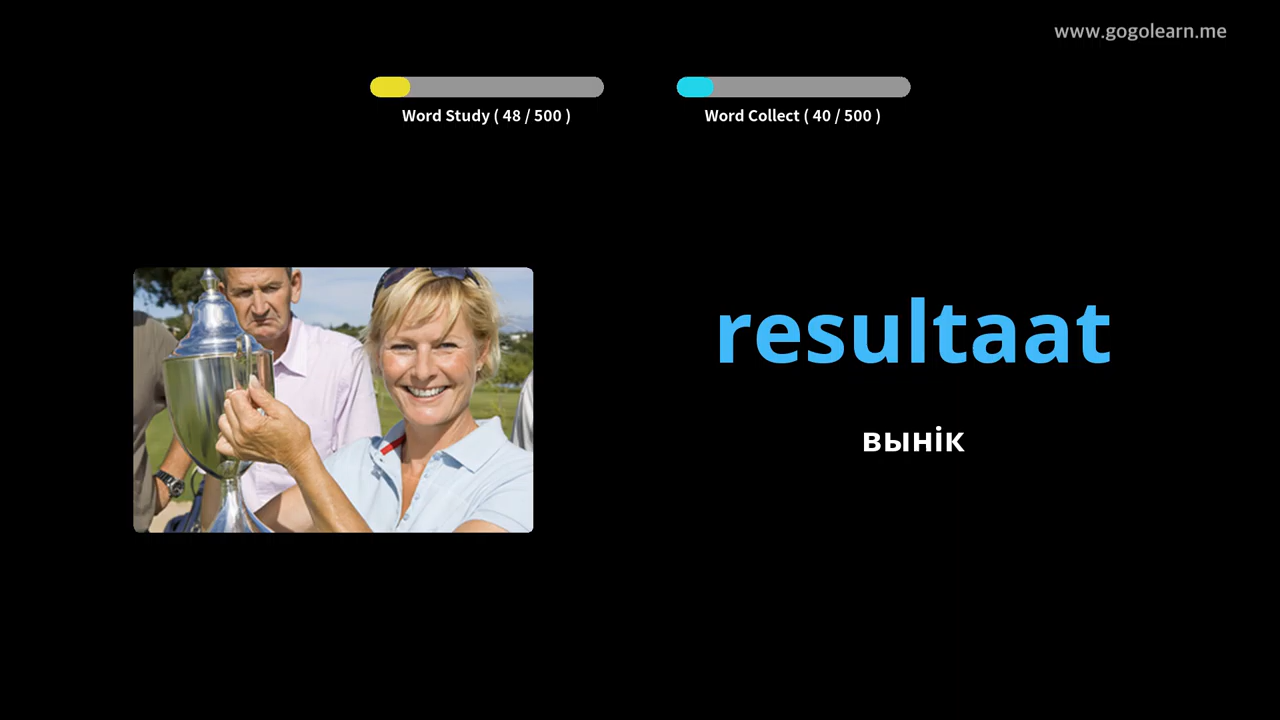 www.gogolearn.me
Word Study ( 48 / 500 )
Word Collect ( 40 / 500 )
resultaat
вынік